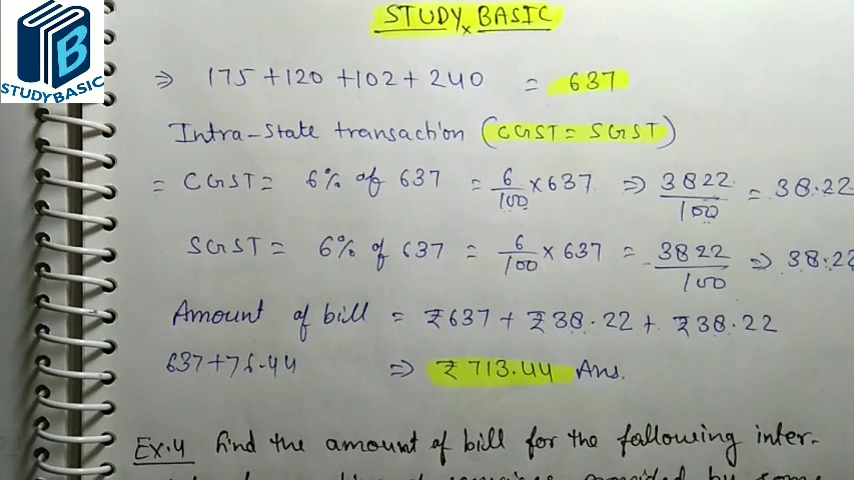 STUDY BASIC
B
STUDYBASIC
⇒ 175 +120 +102 + 240 = 637
Intra-State transaction (CGST = SGST)
= CGST = 6% of 637 = 6/100 × 637 ⇒ 3822/100 = 38.22
SGST = 6% of 637 = 6/100 × 637 = 3822/100 ⇒ 38.22
Amount of bill = ₹637 + ₹38.22 + ₹38.22
637+76.44 ⇒ ₹713.44 Ans.
Ex.4 Find the amount of bill for the following inter-